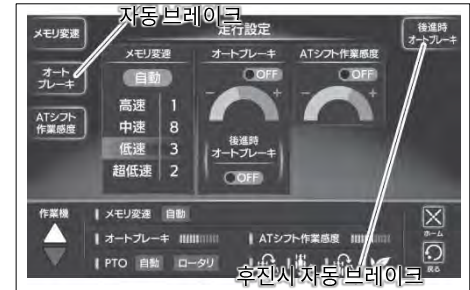 자동 브레이크
走行設定
メモリ変速
後進時
オートブレーキ
オート
ブレーキ
ATシフト
作業感度
メモリ変速
自動
高速 1
中速 8
低速 3
超低速 2
オートブレーキ
OFF
- +
後進時
オートブレーキ
OFF
ATシフト作業感度
OFF
- +
作業機
メモリ変速 自動
オートブレーキ
ATシフト作業感度
PTO 自動 ロータリ
ホーム
戻る
후진시 자동 브레이크